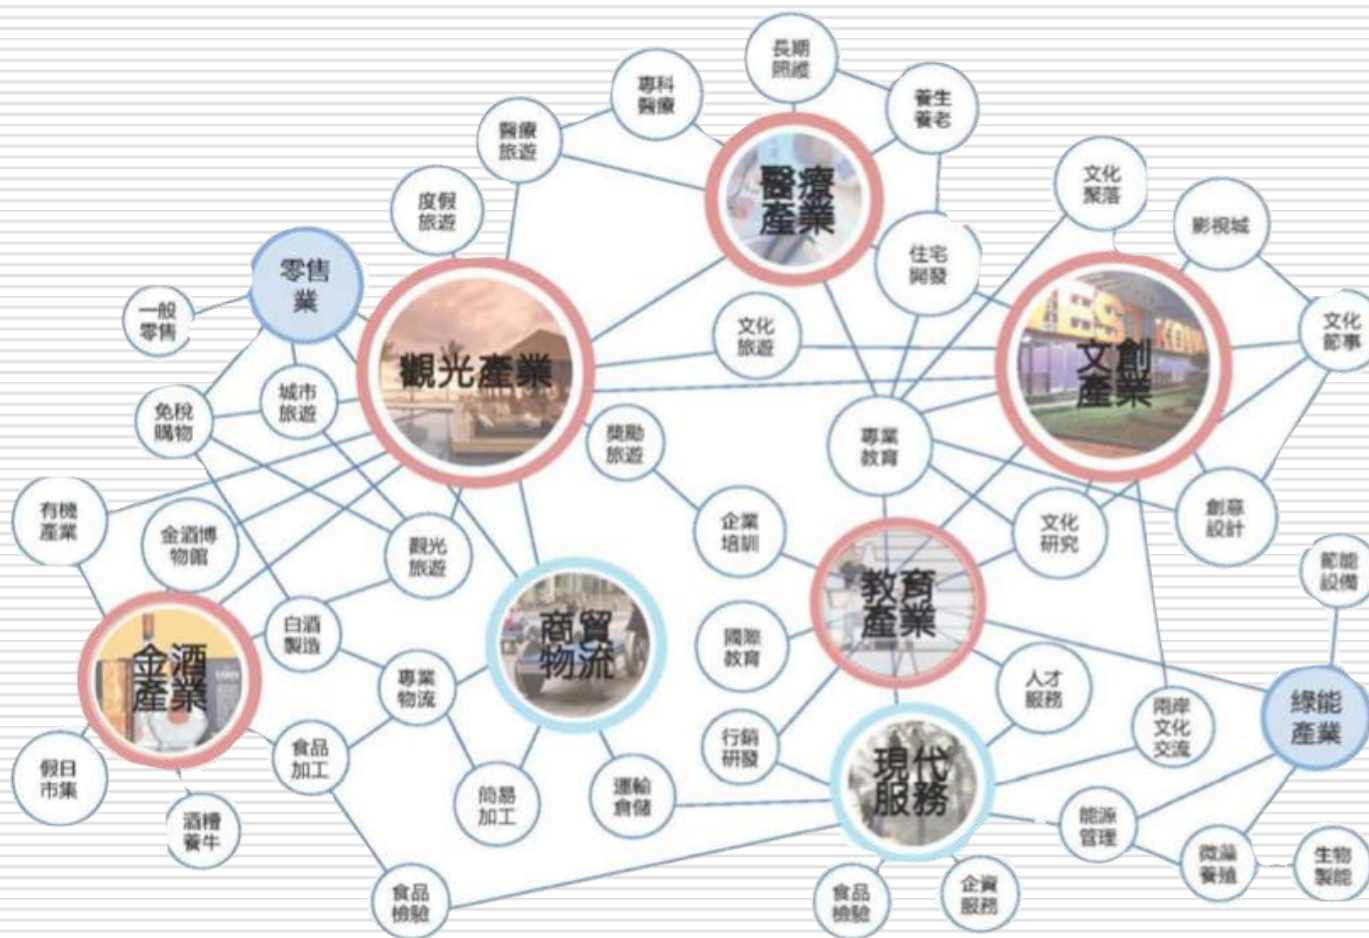 長期
照護
專科
醫療
養生
養老
醫療
旅遊
醫療
產業
文化
聚落
度假
旅遊
影視城
住宅
開發
零售
業
一般
零售
文化
旅遊
文化
節事
觀光產業
文創
產業
城市
旅遊
免稅
購物
獎勵
旅遊
專業
教育
有機
產業
金酒博
物館
觀光
旅遊
企業
培訓
文化
研究
創意
設計
節能
設備
教育
產業
白酒
製造
商貿
物流
國際
教育
金酒
產業
專業
物流
人才
服務
兩岸
文化
交流
綠能
產業
行銷
研發
食品
加工
假日
市集
現代
服務
簡易
加工
運輸
倉儲
酒糟
養牛
能源
管理
微藻
養殖
生物
製能
食品
檢驗
食品
檢驗
企資
服務